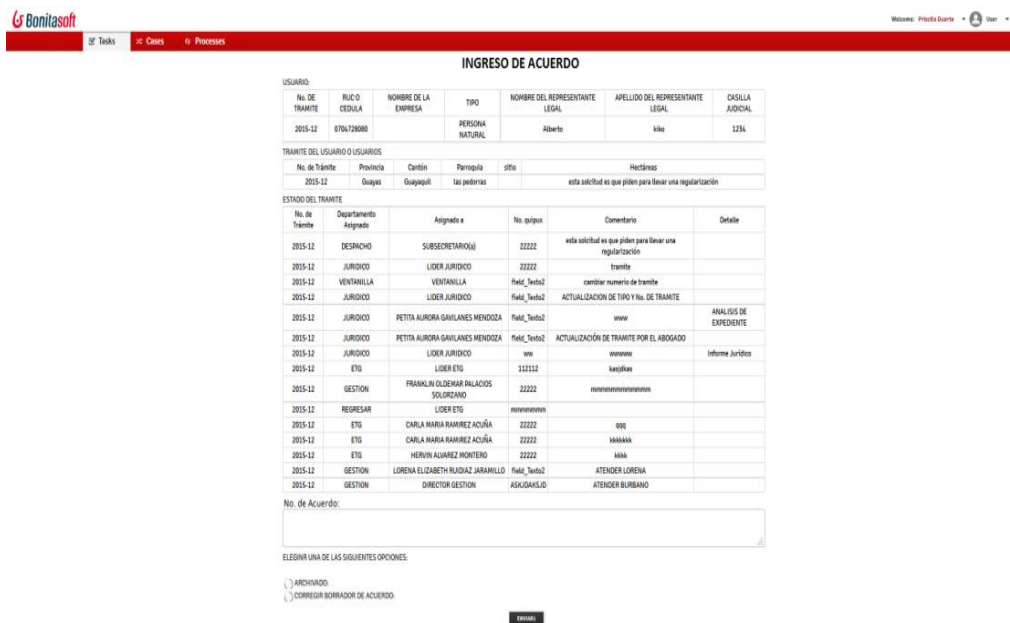 Bonitasoft
Welcome: Priscila Duarte User
Tasks Cases Processes
INGRESO DE ACUERDO
USUARIO:
No. DE TRAMITE RUC O CEDULA NOMBRE DE LA EMPRESA TIPO NOMBRE DEL REPRESENTANTE LEGAL APELLIDO DEL REPRESENTANTE LEGAL CASILLA JUDICIAL
2015-12 0704728080 PERSONA NATURAL Alberto kiko 1234
TRAMITE DEL USUARIO O USUARIOS
No. de Trámite Provincia Cantón Parroquia sitio Hectáreas
2015-12 Guayas Guayaquil las pedorras esta solcitud es que piden para llevar una regularización
ESTADO DEL TRAMITE
No. de Trámite Departamento Asignado Asignado a No. quipux Comentario Detalle
2015-12 DESPACHO SUBSECRETARIO(a) 22222 esta solcitud es que piden para llevar una regularización
2015-12 JURIDICO LIDER JURIDICO 22222 tramite
2015-12 VENTANILLA VENTANILLA field_Texto2 cambiar numerio de tramite
2015-12 JURIDICO LIDER JURIDICO field_Texto2 ACTUALIZACION DE TIPO Y No. DE TRAMITE
2015-12 JURIDICO PETITA AURORA GAVILANES MENDOZA field_Texto2 www ANALISIS DE EXPEDIENTE
2015-12 JURIDICO PETITA AURORA GAVILANES MENDOZA field_Texto2 ACTUALIZACIÓN DE TRAMITE POR EL ABOGADO
2015-12 JURIDICO LIDER JURIDICO ww wwwww Informe Jurídico
2015-12 ETG LIDER ETG 112112 kasjdkas
2015-12 GESTION FRANKLIN OLDEMAR PALACIOS SOLORZANO 22222
2015-12 REGRESAR LIDER ETG
2015-12 ETG CARLA MARIA RAMIREZ ACUÑA 22222 qqq
2015-12 ETG CARLA MARIA RAMIREZ ACUÑA 22222 kkkkkkk
2015-12 ETG HERVIN ALVAREZ MONTERO 22222 kkkk
2015-12 GESTION LORENA ELIZABETH RUIDIAZ JARAMILLO field_Texto2 ATENDER LORENA
2015-12 GESTION DIRECTOR GESTION ASKJDAKSJD ATENDER BURBANO
No. de Acuerdo:
ELEGINR UNA DE LAS SIGUIENTES OPCIONES:
ARCHIVADO:
CORREGIR BORRADOR DE ACUERDO: